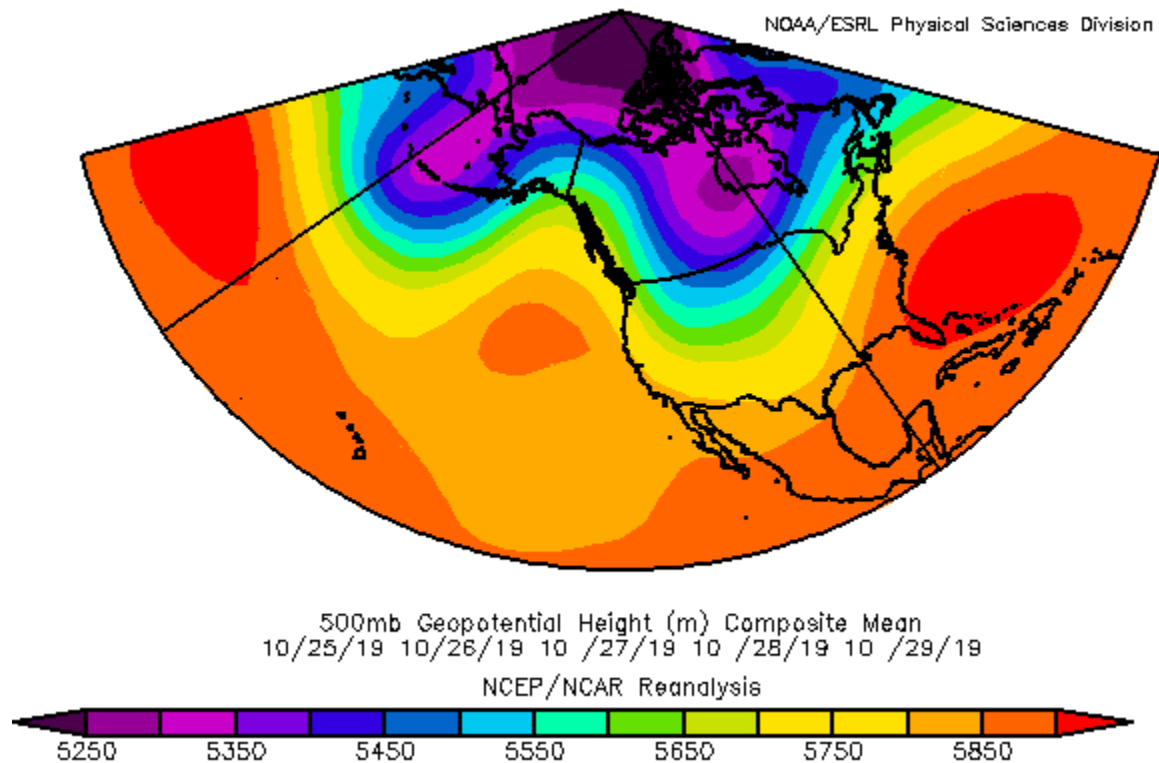 NOAA/ESRL Physical Sciences Division
500mb Geopotential Height (m) Composite Mean
10/25/19 10/26/19 10 /27/19 10 /28/19 10 /29/19
NCEP/NCAR Reanalysis
5250 5350 5450 5550 5650 5750 5850